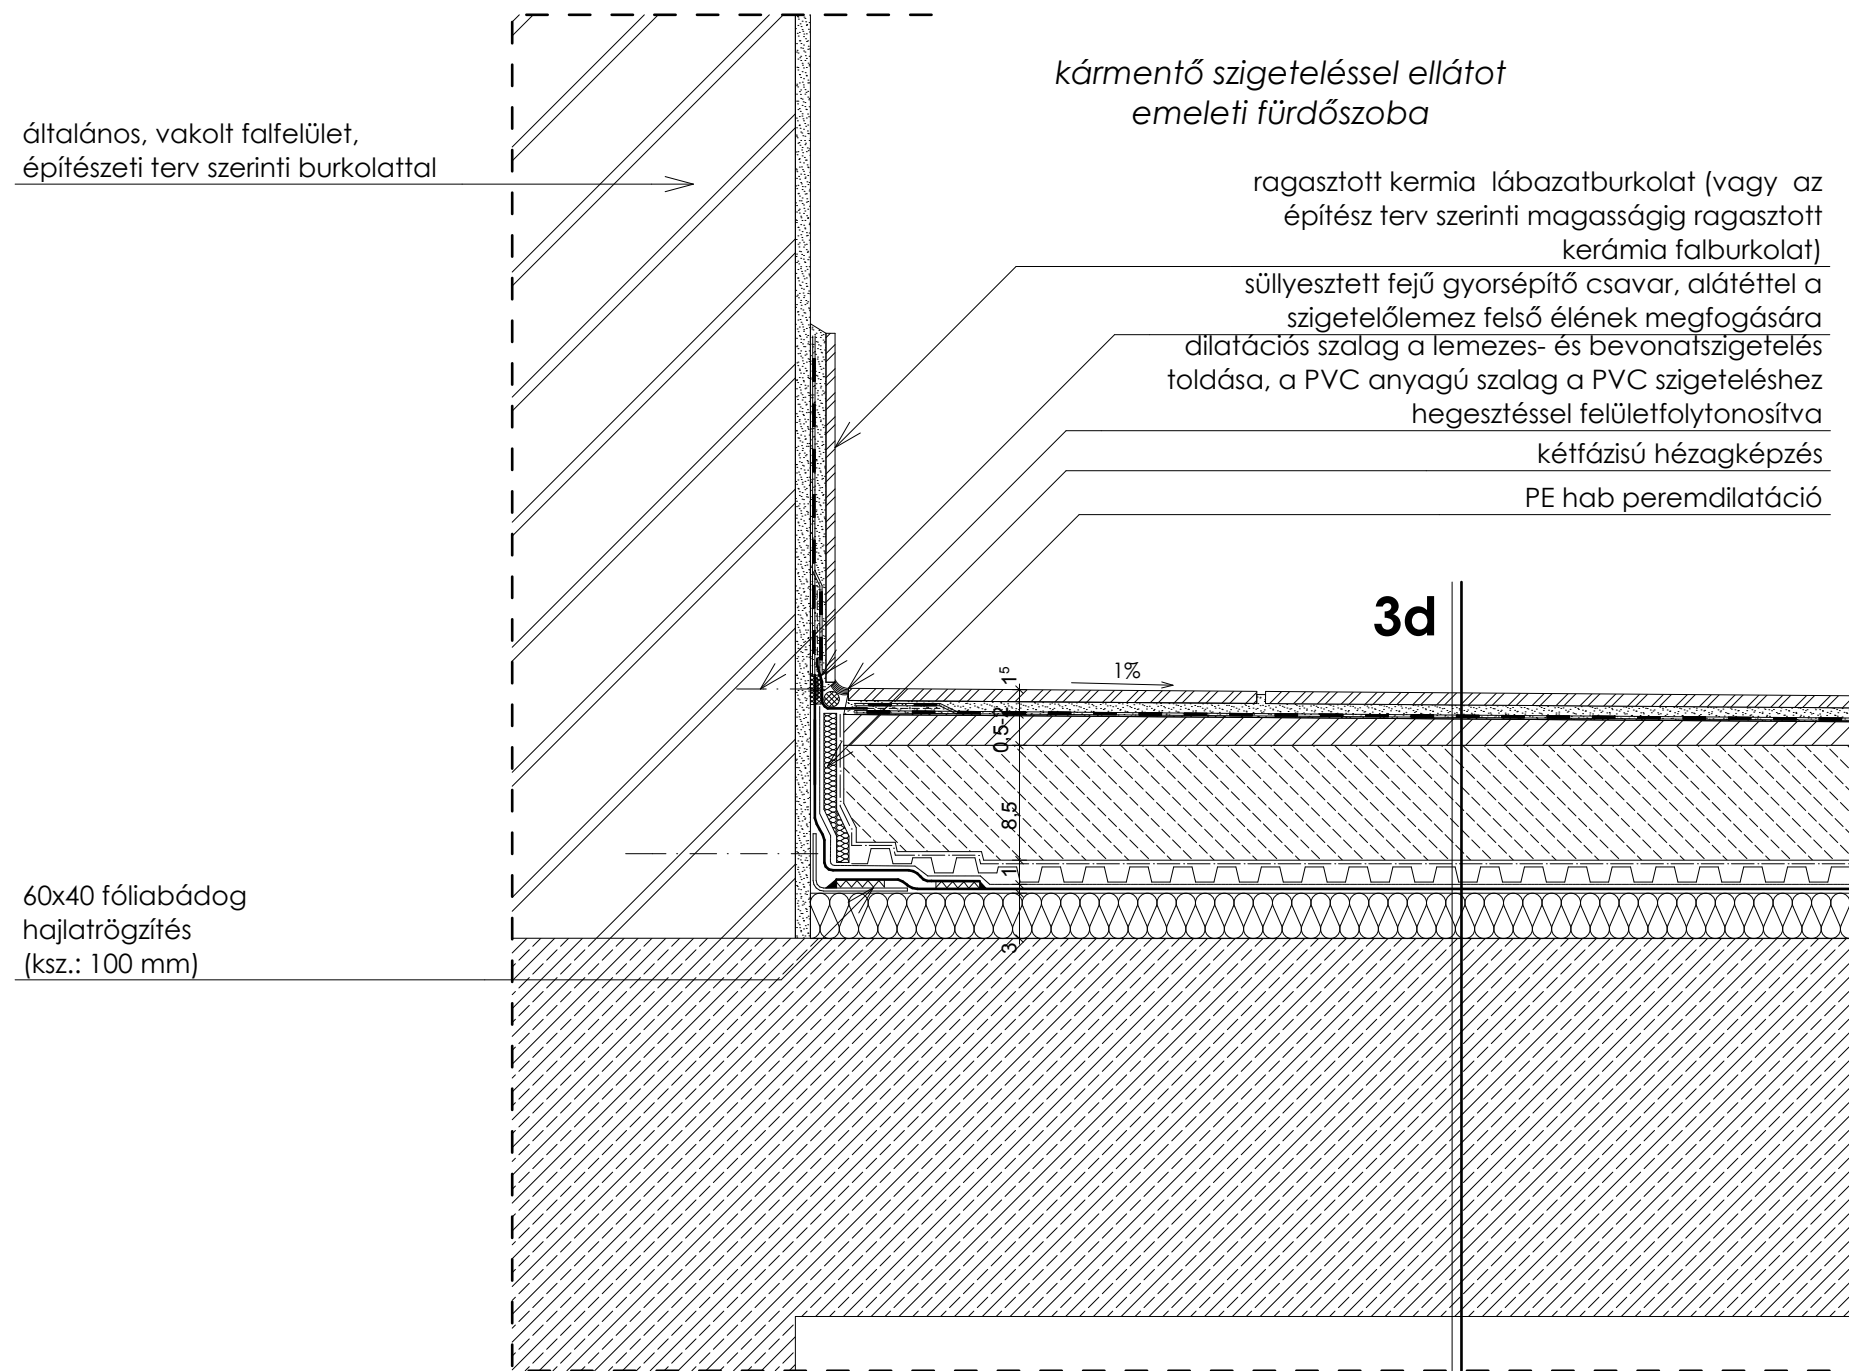 kármentő szigeteléssel ellátot
emeleti fürdőszoba
általános, vakolt falfelület,
építészeti terv szerinti burkolattal
ragasztott kermia lábazatburkolat (vagy az
építész terv szerinti magasságig ragasztott
kerámia falburkolat)
süllyesztett fejű gyorsépítő csavar, alátéttel a
szigetelőlemez felső élének megfogására
dilatációs szalag a lemezes- és bevonatszigetelés
toldása, a PVC anyagú szalag a PVC szigeteléshez
hegesztéssel felületfolytonosítva
kétfázisú hézagképzés
PE hab peremdilatáció
3d
1%
1⁵
0,5-2
8,5
1
3
60x40 fóliabádog
hajlatrögzítés
(ksz.: 100 mm)